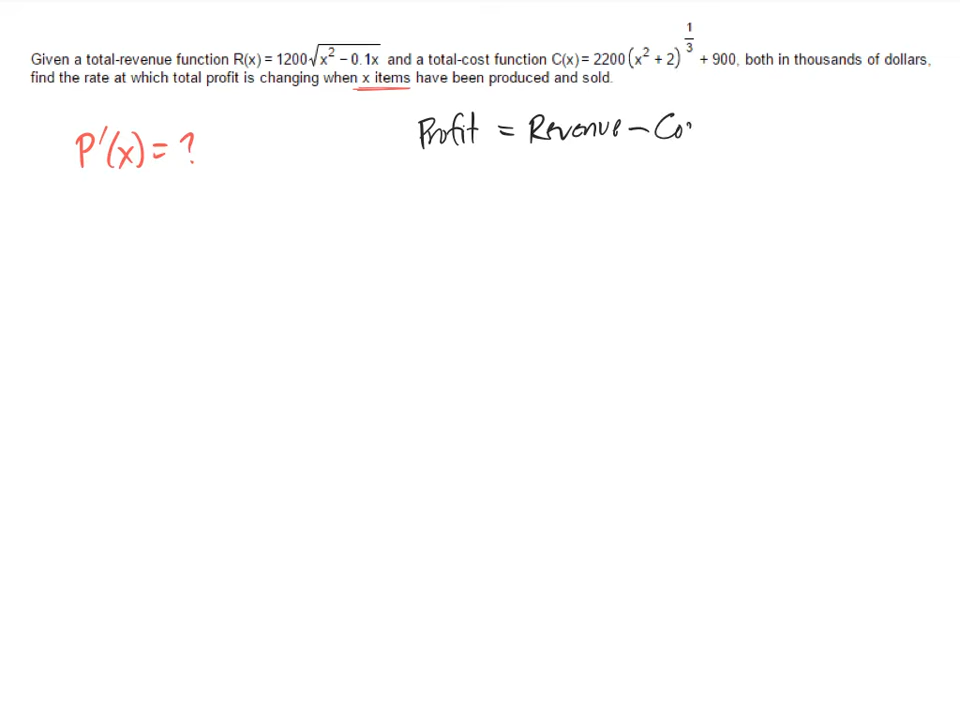 Given a total-revenue function R(x) = 1200√(x² − 0.1x) and a total-cost function C(x) = 2200(x² + 2)^(1/3) + 900, both in thousands of dollars,
find the rate at which total profit is changing when x items have been produced and sold.
P'(x) = ?
Profit = Revenue − Co